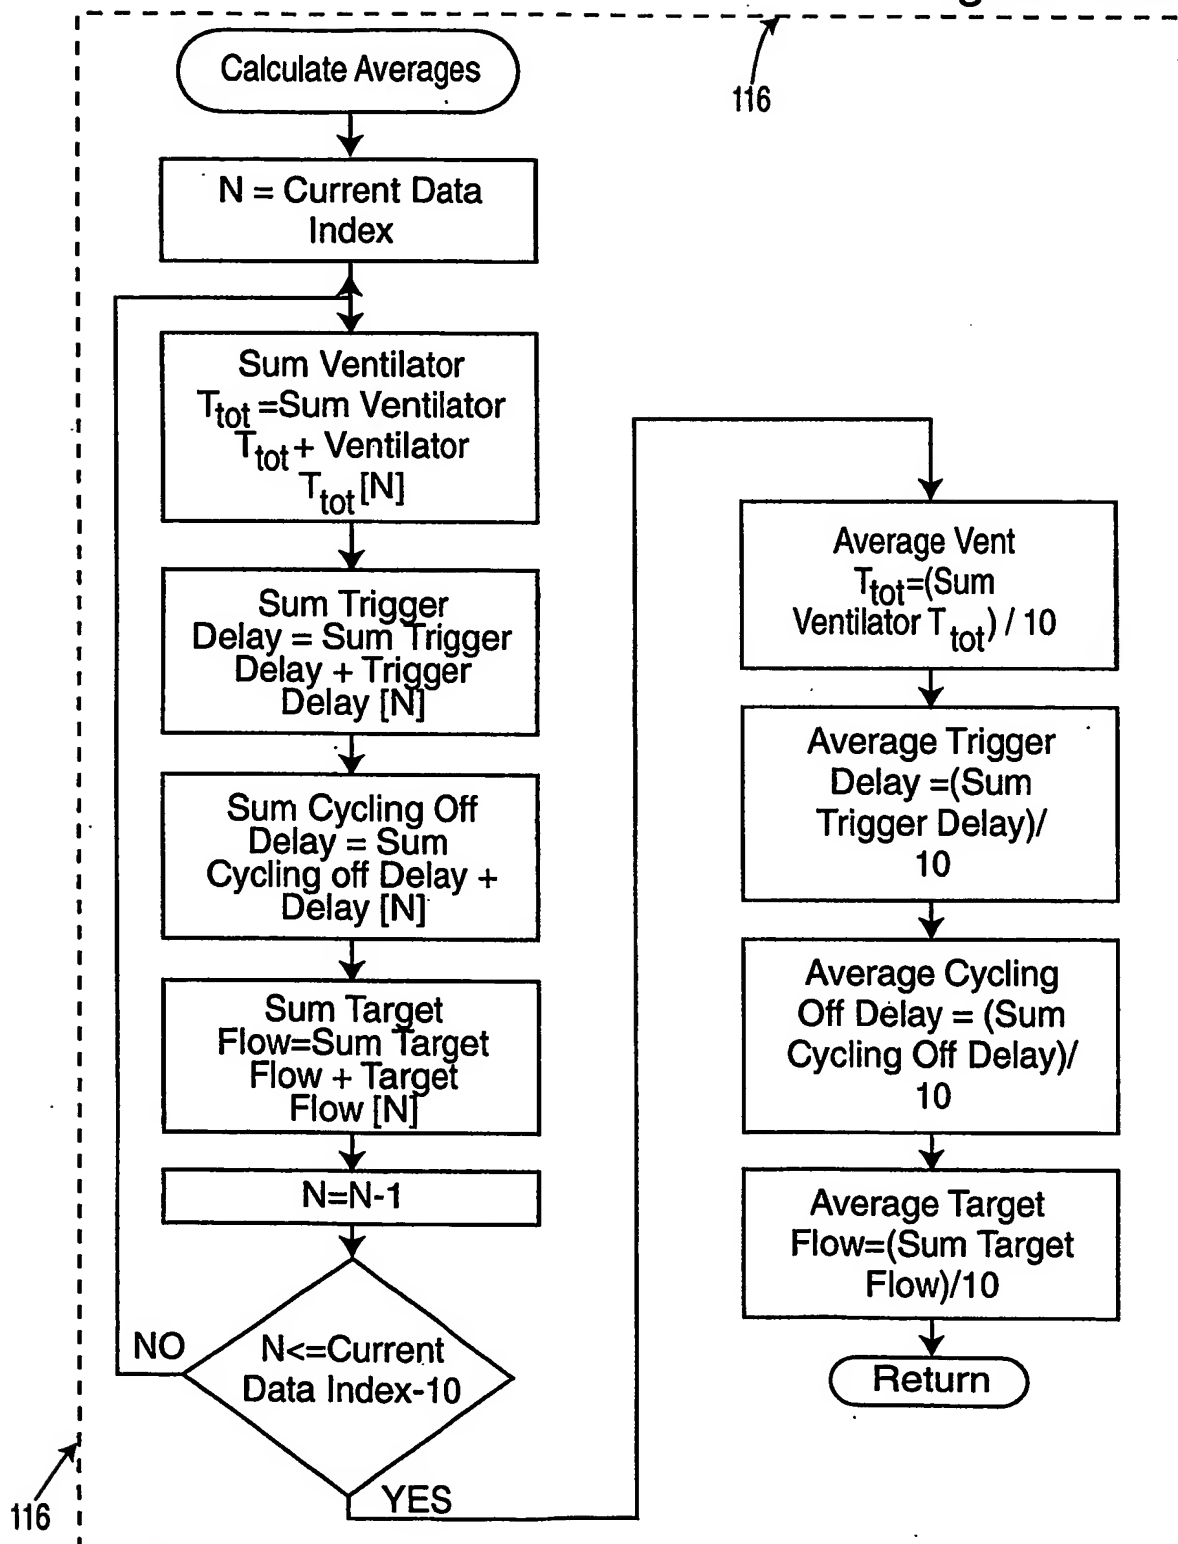 116
Calculate Averages
N = Current Data
Index
Sum Ventilator
Ttot =Sum Ventilator
Ttot + Ventilator
Ttot [N]
Sum Trigger
Delay = Sum Trigger
Delay + Trigger
Delay [N]
Sum Cycling Off
Delay = Sum
Cycling off Delay +
Delay [N]
Sum Target
Flow=Sum Target
Flow + Target
Flow [N]
N=N-1
N<=Current
Data Index-10
NO
YES
116
Average Vent
Ttot=(Sum
Ventilator Ttot) / 10
Average Trigger
Delay =(Sum
Trigger Delay)/
10
Average Cycling
Off Delay = (Sum
Cycling Off Delay)/
10
Average Target
Flow=(Sum Target
Flow)/10
Return